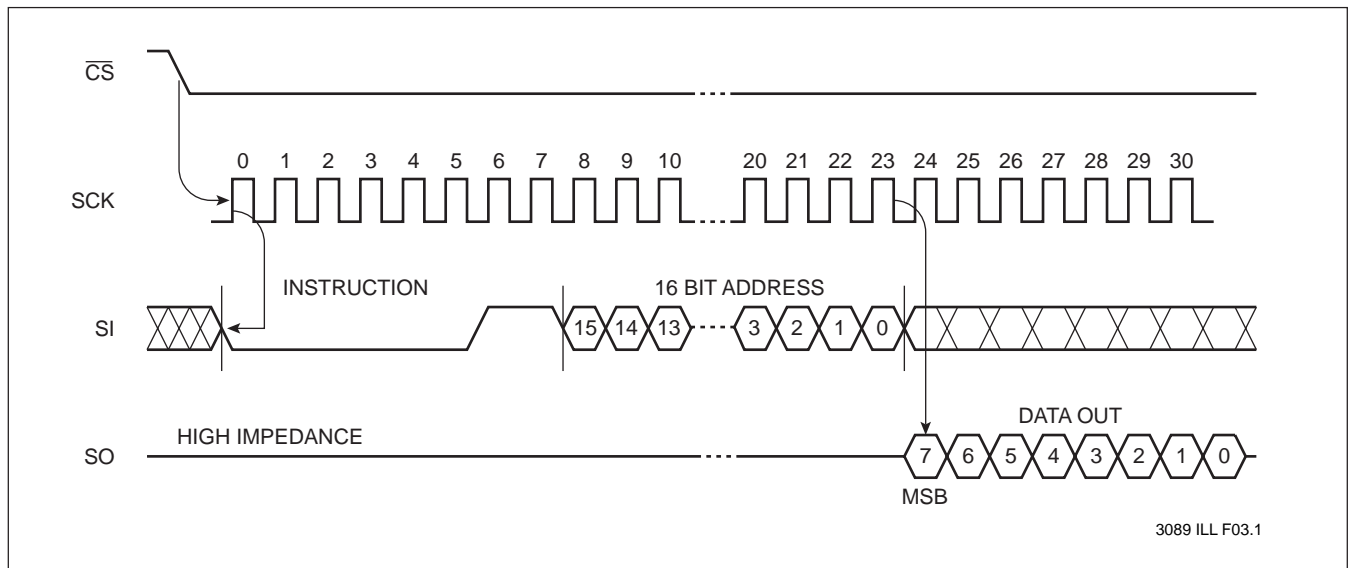 CS
0 1 2 3 4 5 6 7 8 9 10 20 21 22 23 24 25 26 27 28 29 30
SCK
INSTRUCTION 16 BIT ADDRESS
SI 15 14 13 3 2 1 0
DATA OUT
HIGH IMPEDANCE
SO 7 6 5 4 3 2 1 0
MSB
3089 ILL F03.1